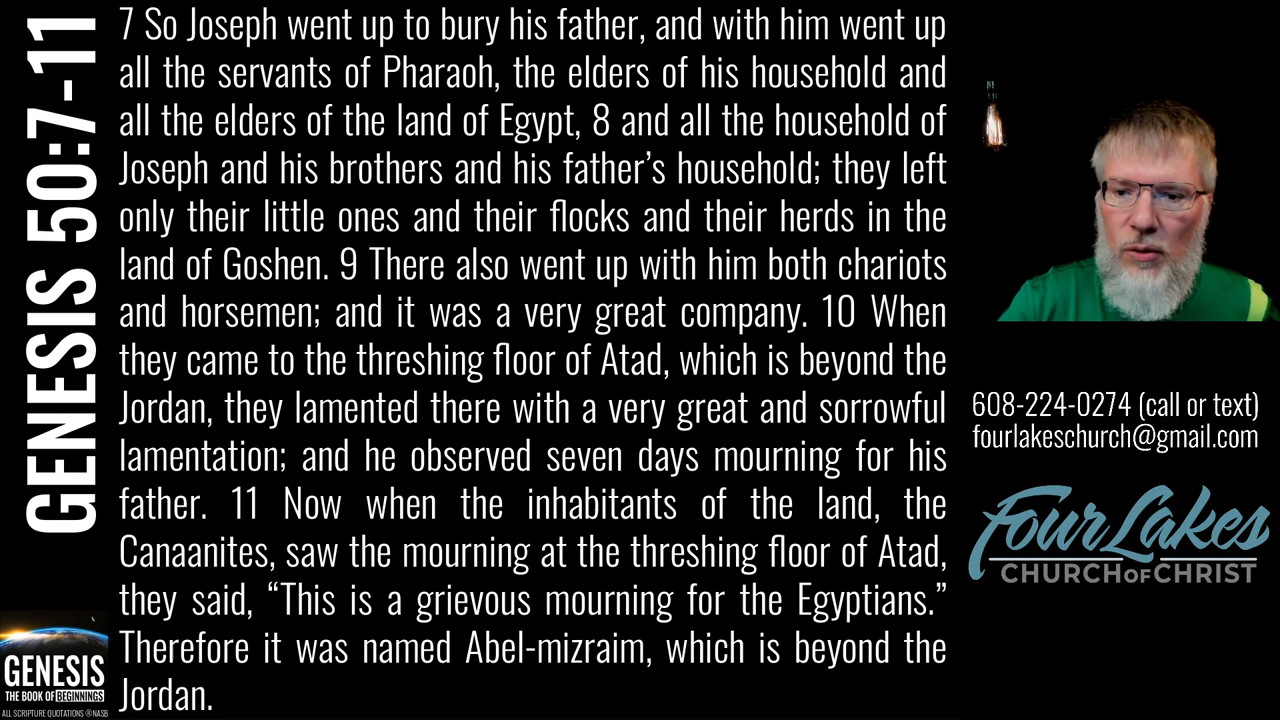 GENESIS 50:7-11
7 So Joseph went up to bury his father, and with him went up
all the servants of Pharaoh, the elders of his household and
all the elders of the land of Egypt, 8 and all the household of
Joseph and his brothers and his father’s household; they left
only their little ones and their flocks and their herds in the
land of Goshen. 9 There also went up with him both chariots
and horsemen; and it was a very great company. 10 When
they came to the threshing floor of Atad, which is beyond the
Jordan, they lamented there with a very great and sorrowful
lamentation; and he observed seven days mourning for his
father. 11 Now when the inhabitants of the land, the
Canaanites, saw the mourning at the threshing floor of Atad,
they said, “This is a grievous mourning for the Egyptians.”
Therefore it was named Abel-mizraim, which is beyond the
Jordan.
GENESIS
THE BOOK OF BEGINNINGS
ALL SCRIPTURE QUOTATIONS ®NASB
608-224-0274 (call or text)
fourlakeschurch@gmail.com
Four Lakes
CHURCH OF CHRIST